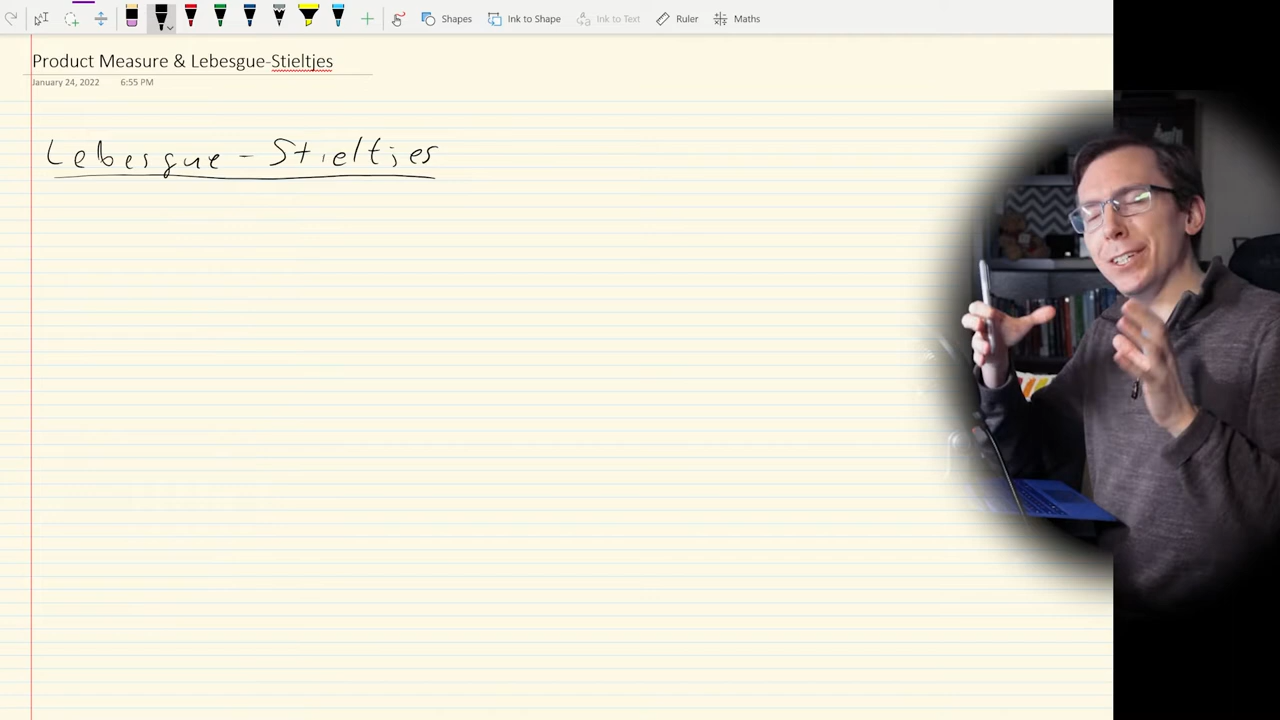 Shapes Ink to Shape Ink to Text Ruler Maths
Product Measure & Lebesgue-Stieltjes
January 24, 2022 6:55 PM
Lebesgue - Stieltjes